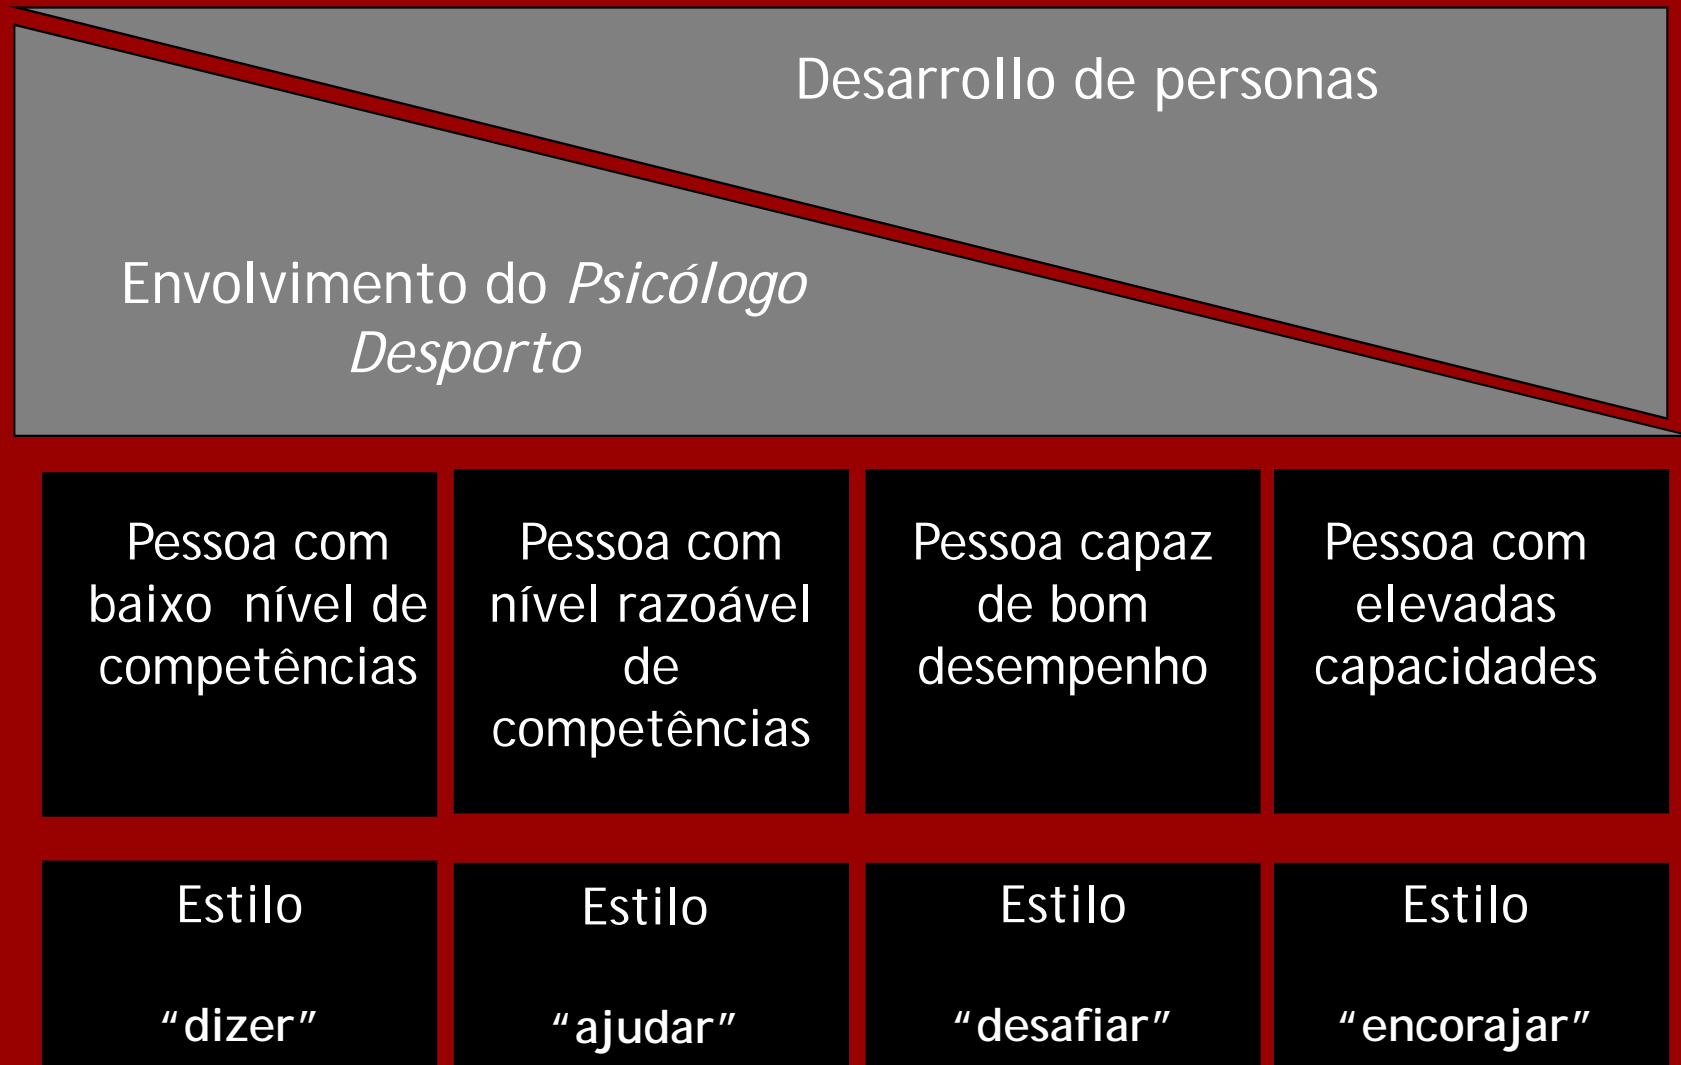 Desarrollo de personas
Envolvimento do Psicólogo
Desporto
Pessoa com
baixo nível de
competências
Pessoa com
nível razoável
de
competências
Pessoa capaz
de bom
desempenho
Pessoa com
elevadas
capacidades
Estilo
“dizer”
Estilo
“ajudar”
Estilo
“desafiar”
Estilo
“encorajar”